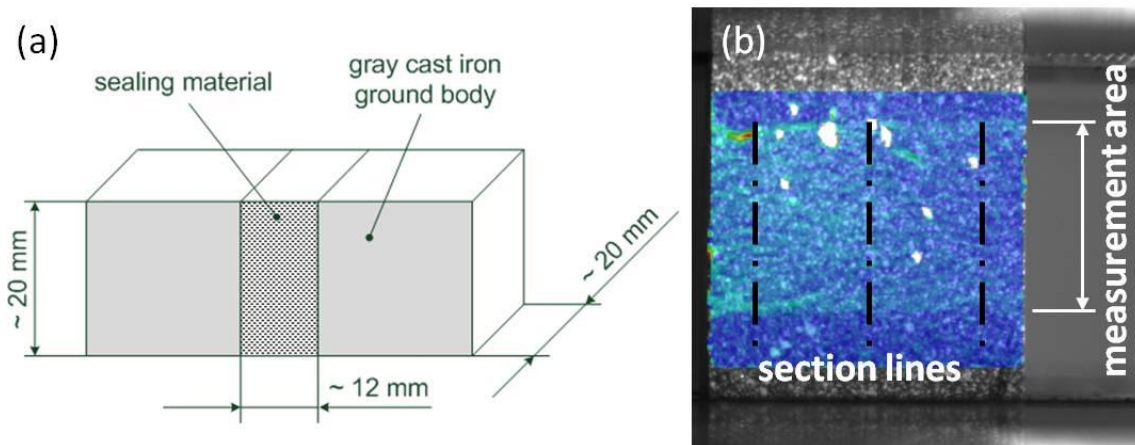 (a)
sealing material
gray cast iron
ground body
~ 20 mm
~ 12 mm
~ 20 mm
(b)
section lines
measurement area